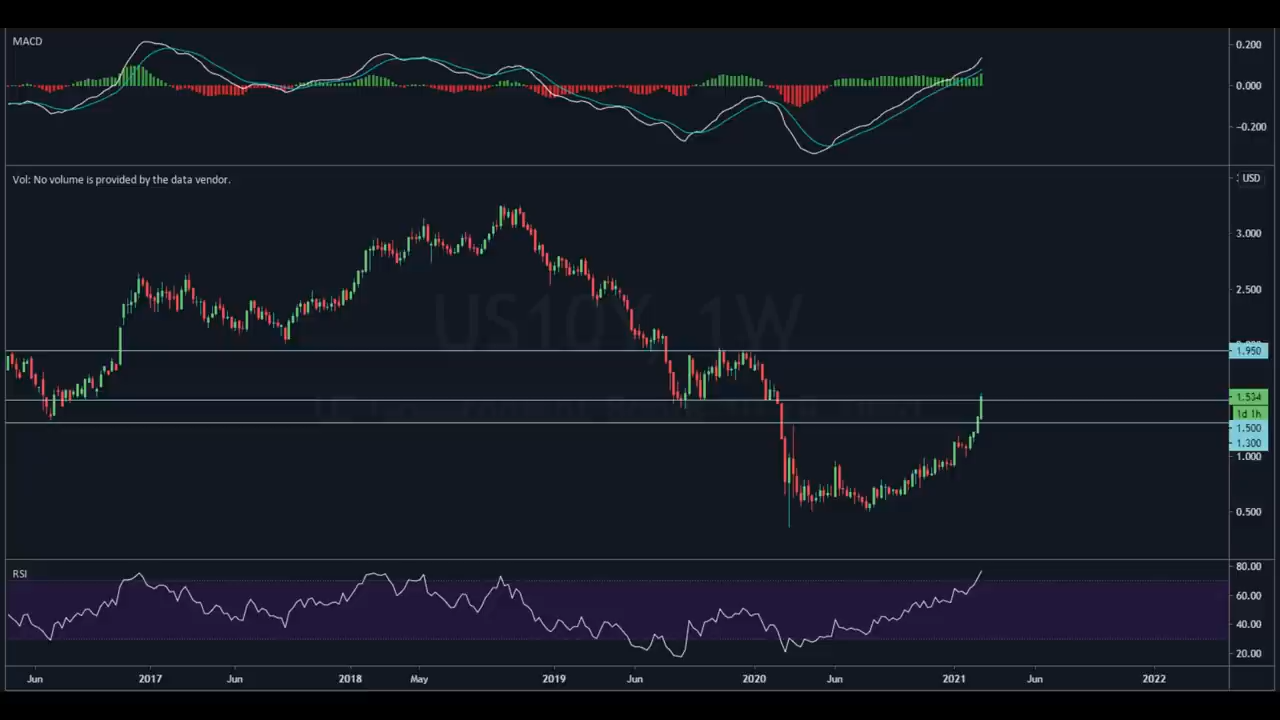 MACD
0.200
0.000
-0.200
Vol: No volume is provided by the data vendor.
USD
3.000
2.500
US10Y, 1W
1.950
1.534
1d 1h
1.500
1.300
1.000
0.500
RSI
80.00
60.00
40.00
20.00
Jun 2017 Jun 2018 May 2019 Jun 2020 Jun 2021 Jun 2022